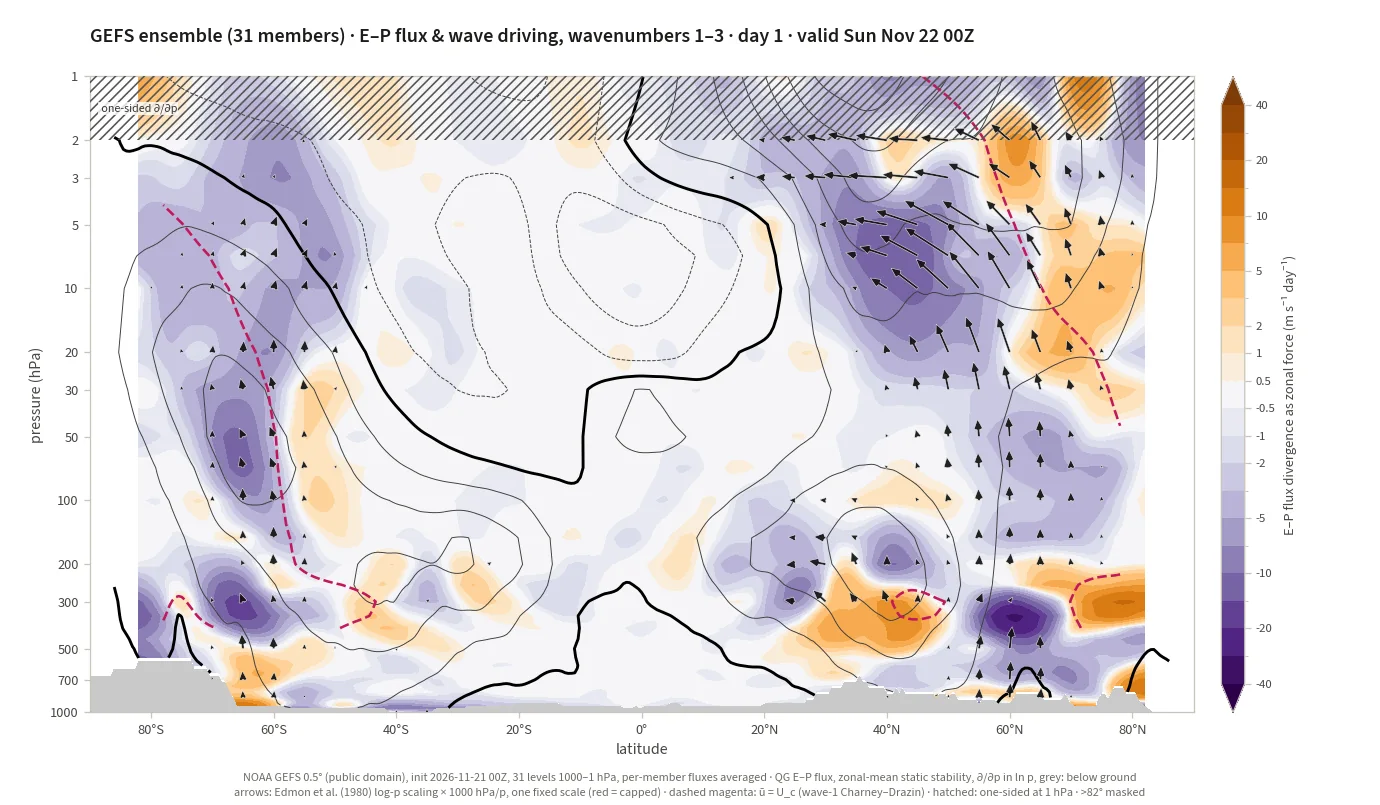 GEFS ensemble (31 members) · E–P flux & wave driving, wavenumbers 1–3 · day 1 · valid Sun Nov 22 00Z
one-sided ∂/∂p
pressure (hPa)
1
2
3
5
10
20
30
50
100
200
300
500
700
1000
80°S
60°S
40°S
20°S
0°
20°N
40°N
60°N
80°N
latitude
40
20
10
5
2
1
0.5
-0.5
-1
-2
-5
-10
-20
-40
E–P flux divergence as zonal force (m s⁻¹ day⁻¹)
NOAA GEFS 0.5° (public domain), init 2026-11-21 00Z, 31 levels 1000–1 hPa, per-member fluxes averaged · QG E–P flux, zonal-mean static stability, ∂/∂p in ln p, grey: below ground
arrows: Edmon et al. (1980) log-p scaling × 1000 hPa/p, one fixed scale (red = capped) · dashed magenta: ū = U_c (wave-1 Charney–Drazin) · hatched: one-sided at 1 hPa · >82° masked